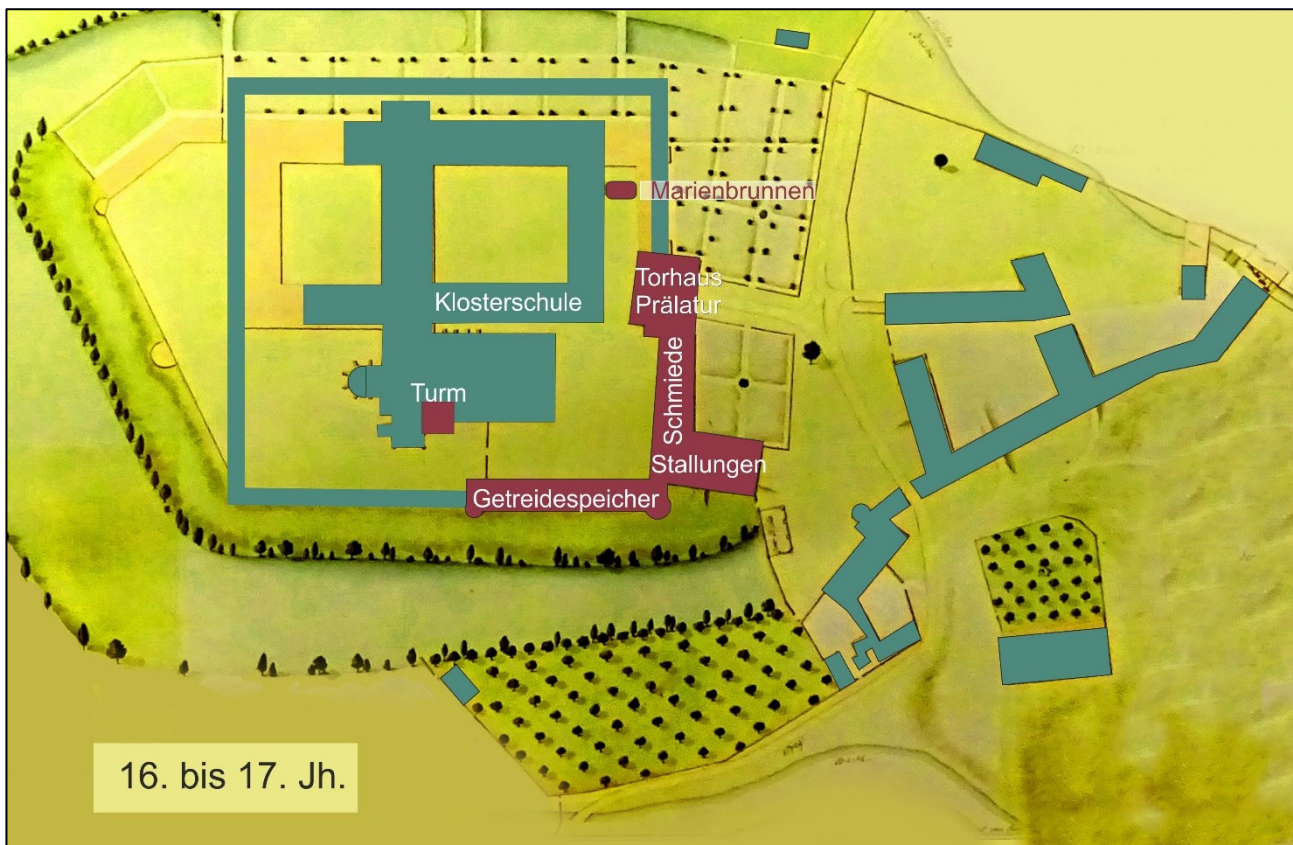 Marienbrunnen
Torhaus
Prälatur
Klosterschule
Schmiede
Turm
Stallungen
Getreidespeicher
16. bis 17. Jh.